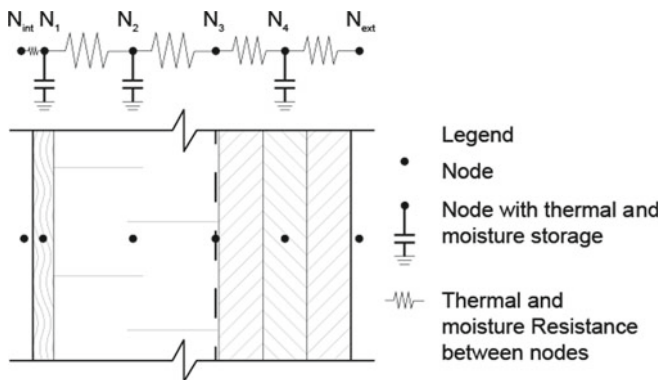 N_int N_1 N_2 N_3 N_4 N_ext
Legend
Node
Node with thermal and
moisture storage
Thermal and
moisture Resistance
between nodes